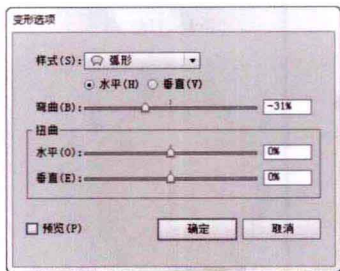 变形选项
样式(S): 弧形
水平(H) 垂直(V)
弯曲(B): -31%
扭曲
水平(O): 0%
垂直(E): 0%
预览(P) 确定 取消